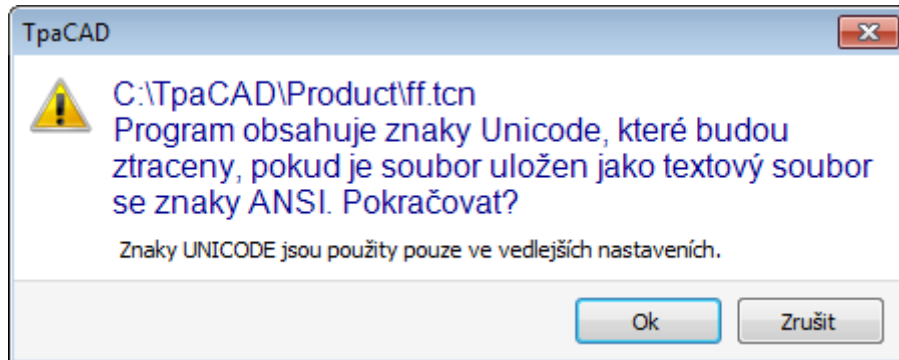 TpaCAD
C:\TpaCAD\Product\ff.tcn
Program obsahuje znaky Unicode, které budou
ztraceny, pokud je soubor uložen jako textový soubor
se znaky ANSI. Pokračovat?
Znaky UNICODE jsou použity pouze ve vedlejších nastaveních.
Ok
Zrušit